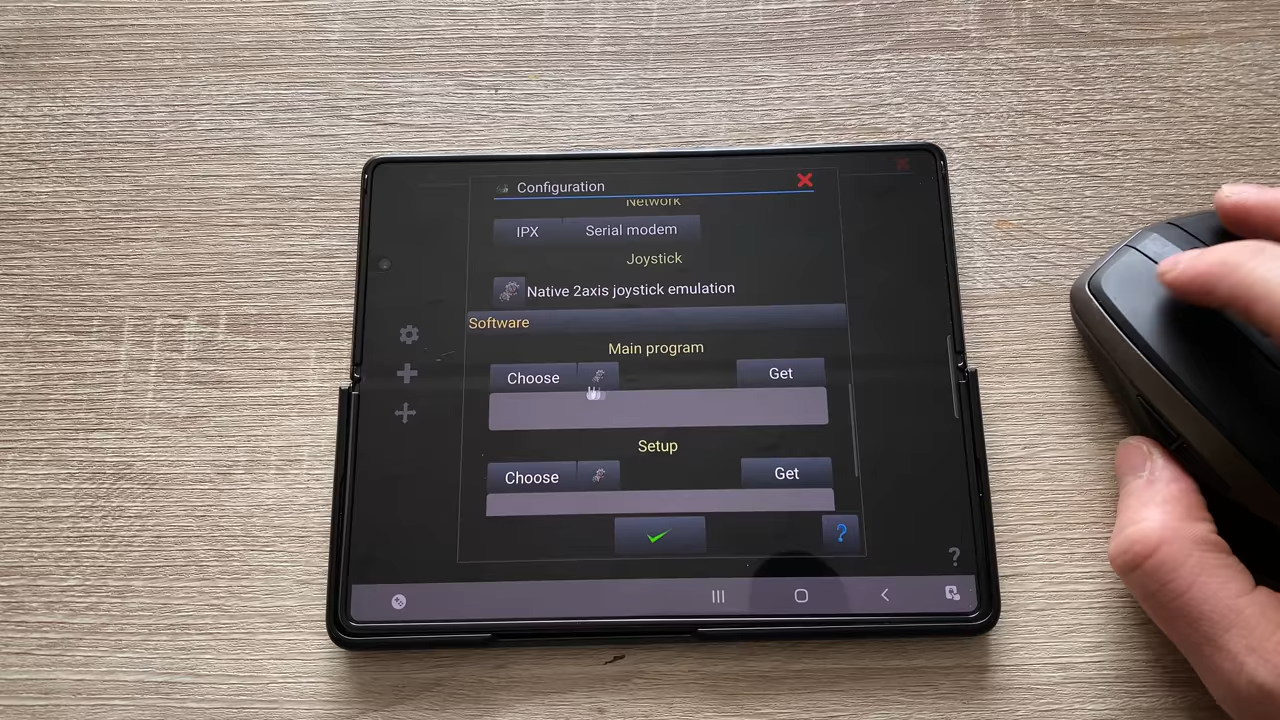 Configuration
Network
IPX Serial modem
Joystick
Native 2axis joystick emulation
Software
Main program
Choose Get
Setup
Choose Get
?
?